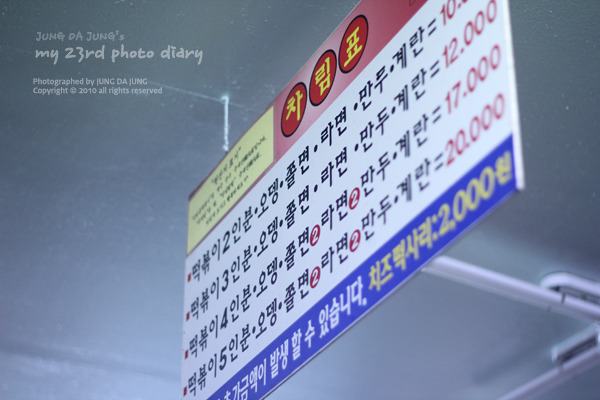 JUNG DA JUNG's
my 23rd photo diary
Photographed by JUNG DA JUNG
Copyright © 2010 all rights reserved
차림표
떡볶이2인분•오뎅•쫄면•라면•만두•계란=10.0
떡볶이3인분•오뎅•쫄면•라면•만두•계란=12.000
떡볶이4인분•오뎅•쫄면2라면2만두•계란=17.000
떡볶이5인분•오뎅•쫄면2라면2만두•계란=20.000
가금액이 발생 할 수 있습니다. 치즈떡사리:2,000원